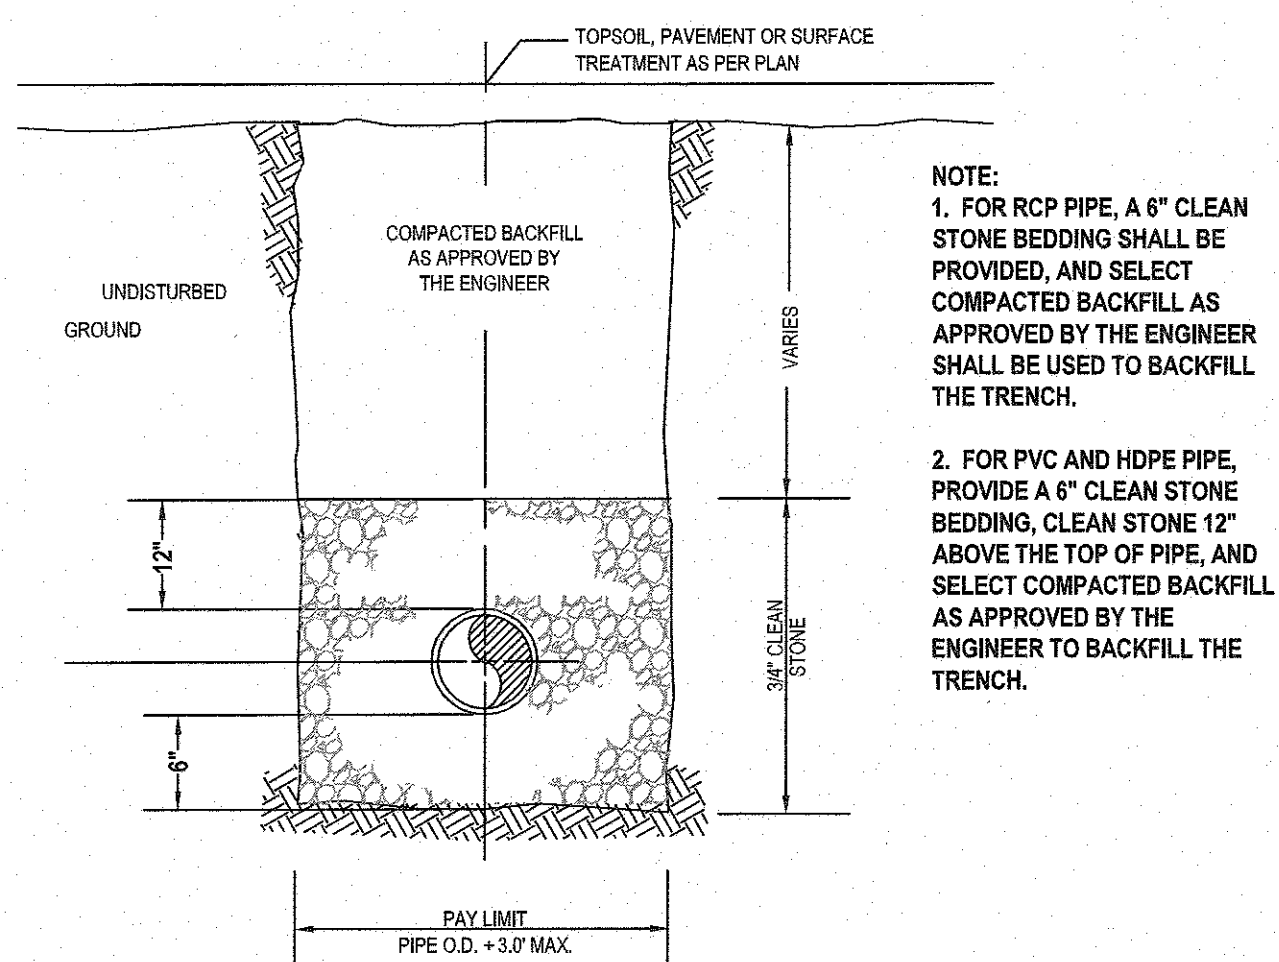 TOPSOIL, PAVEMENT OR SURFACE
TREATMENT AS PER PLAN
COMPACTED BACKFILL
AS APPROVED BY
THE ENGINEER
UNDISTURBED
GROUND
VARIES
12"
6"
3/4" CLEAN
STONE
PAY LIMIT
PIPE O.D. + 3.0' MAX.
NOTE:
1. FOR RCP PIPE, A 6" CLEAN
STONE BEDDING SHALL BE
PROVIDED, AND SELECT
COMPACTED BACKFILL AS
APPROVED BY THE ENGINEER
SHALL BE USED TO BACKFILL
THE TRENCH.
2. FOR PVC AND HDPE PIPE,
PROVIDE A 6" CLEAN STONE
BEDDING, CLEAN STONE 12"
ABOVE THE TOP OF PIPE, AND
SELECT COMPACTED BACKFILL
AS APPROVED BY THE
ENGINEER TO BACKFILL THE
TRENCH.